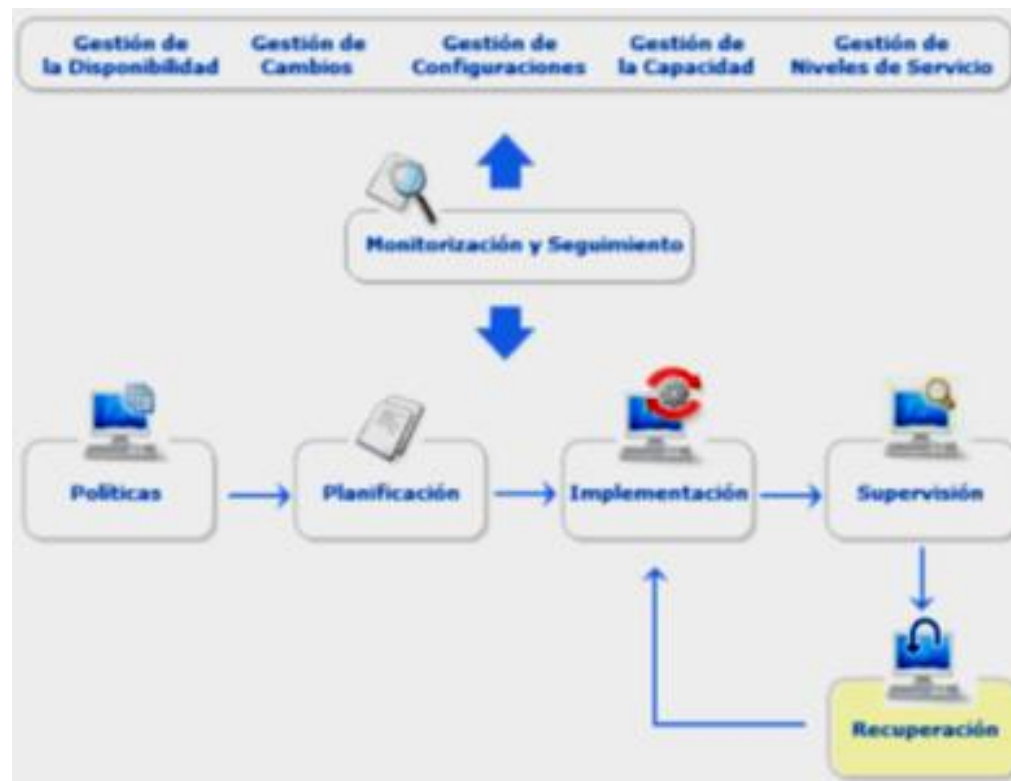 Gestión de
la Disponibilidad
Gestión de
Cambios
Gestión de
Configuraciones
Gestión de
la Capacidad
Gestión de
Niveles de Servicio
Monitorización y Seguimiento
Políticas
Planificación
Implementación
Supervisión
Recuperación